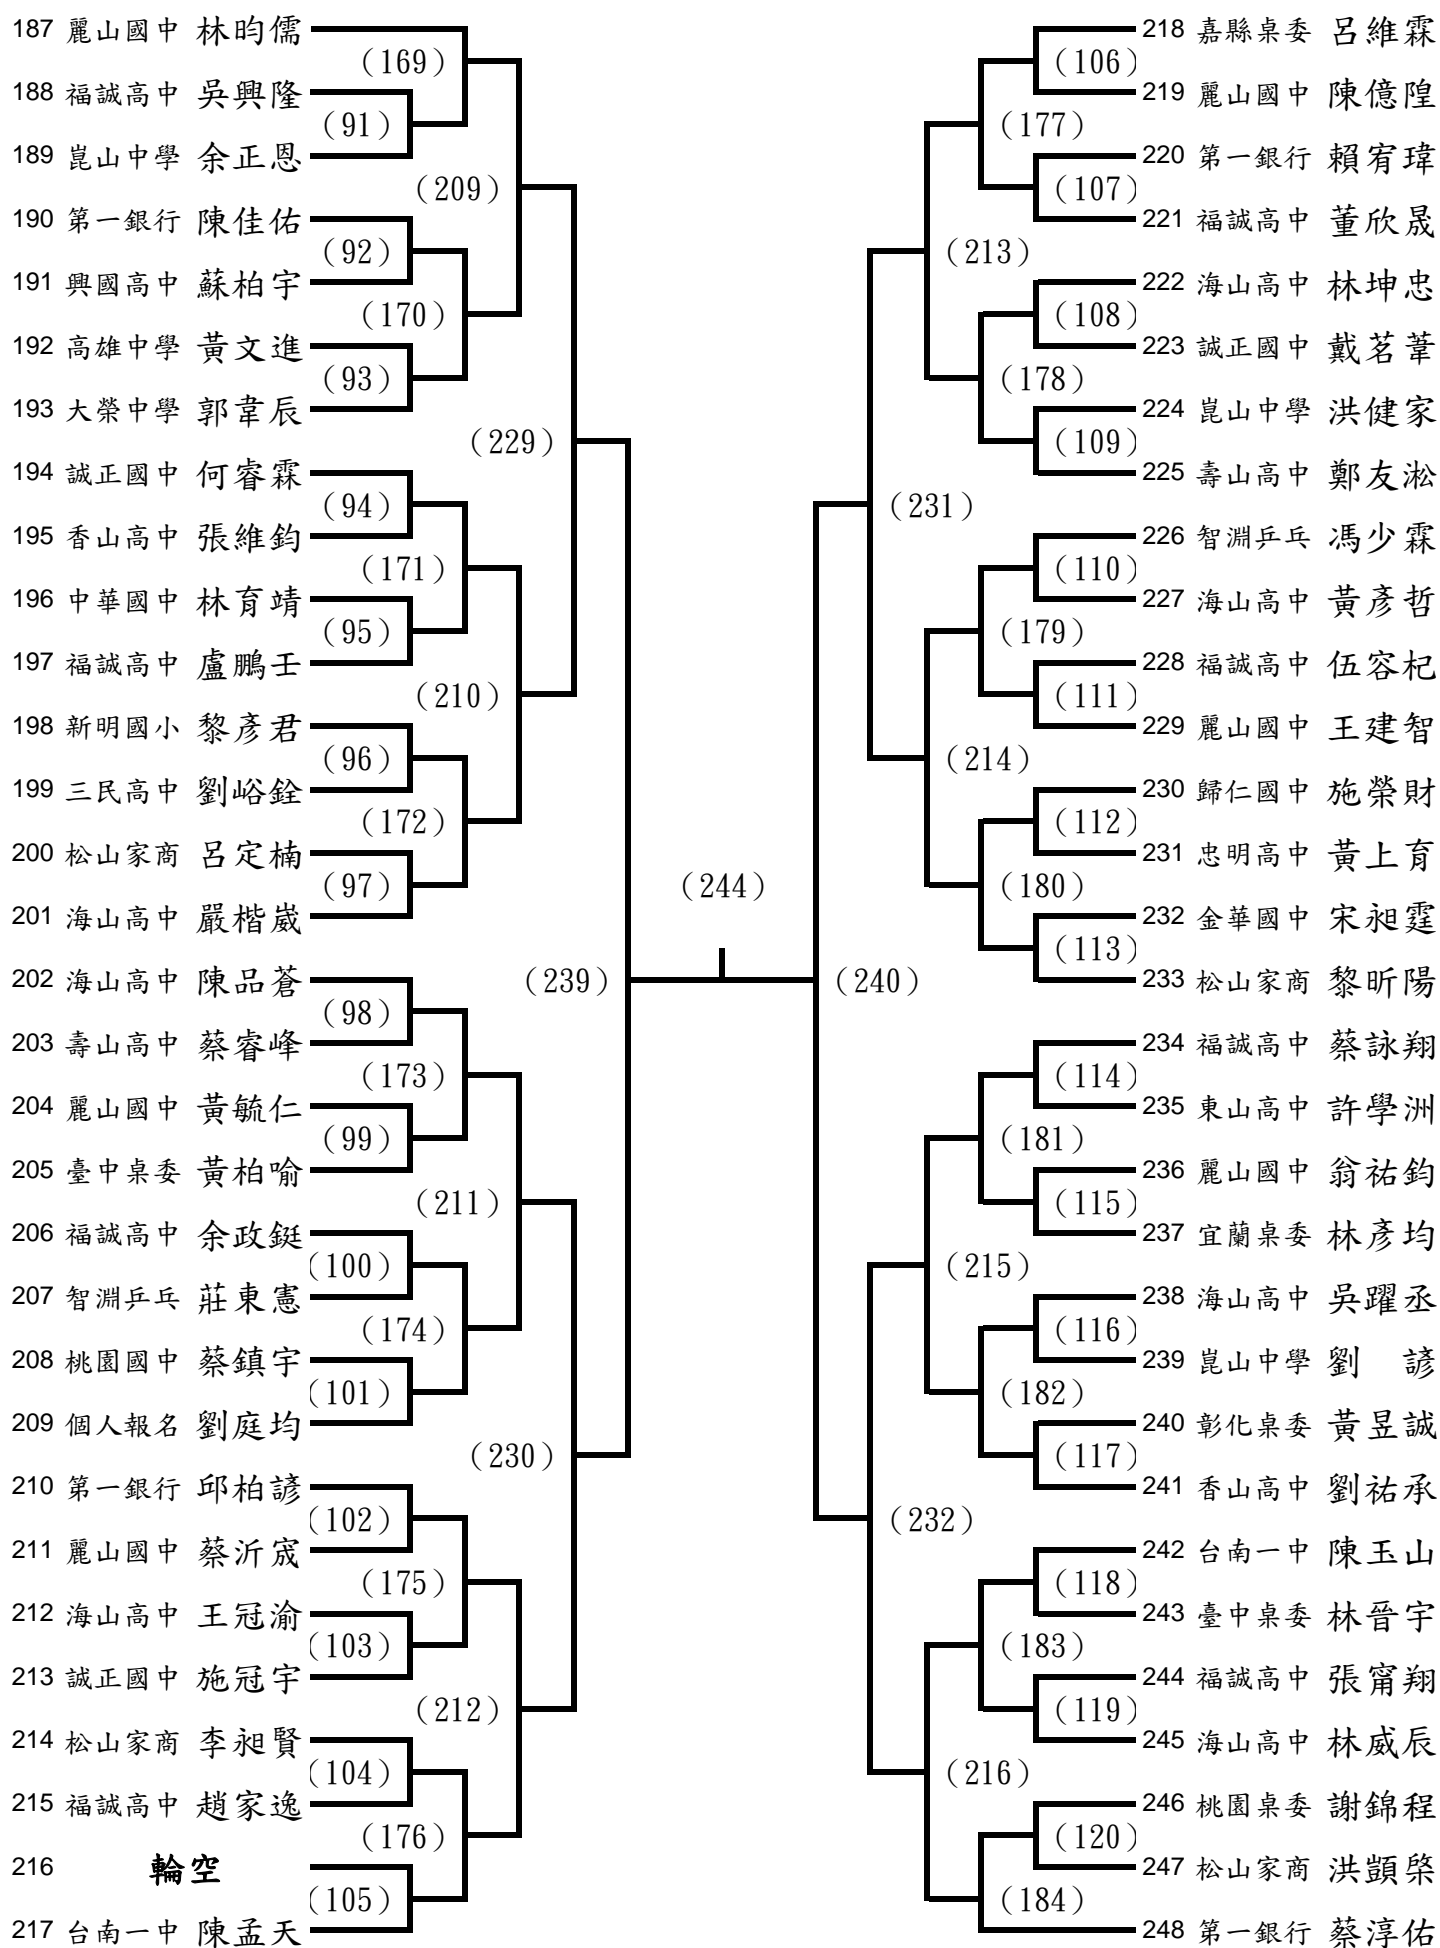 187 麗山國中 林昀儒
(169)
188 福誠高中 吳興隆
(91)
189 崑山中學 余正恩
(209)
190 第一銀行 陳佳佑
(92)
191 興國高中 蘇柏宇
(170)
192 高雄中學 黃文進
(93)
193 大榮中學 郭韋辰
(229)
194 誠正國中 何睿霖
(94)
195 香山高中 張維鈞
(171)
196 中華國中 林育靖
(95)
197 福誠高中 盧鵬壬
(210)
198 新明國小 黎彥君
(96)
199 三民高中 劉峪銓
(172)
200 松山家商 呂定楠
(97)
201 海山高中 嚴楷崴
(239)
202 海山高中 陳品蒼
(98)
203 壽山高中 蔡睿峰
(173)
204 麗山國中 黃毓仁
(99)
205 臺中桌委 黃柏喻
(211)
206 福誠高中 余政鋌
(100)
207 智淵乒乓 莊東憲
(174)
208 桃園國中 蔡鎮宇
(101)
209 個人報名 劉庭均
(230)
210 第一銀行 邱柏諺
(102)
211 麗山國中 蔡沂宬
(175)
212 海山高中 王冠渝
(103)
213 誠正國中 施冠宇
(212)
214 松山家商 李昶賢
(104)
215 福誠高中 趙家逸
(176)
216 輪空
(105)
217 台南一中 陳孟天
(244)
218 嘉縣桌委 呂維霖
(106)
219 麗山國中 陳億隍
(177)
220 第一銀行 賴宥瑋
(107)
221 福誠高中 董欣晟
(213)
222 海山高中 林坤忠
(108)
223 誠正國中 戴茗葦
(178)
224 崑山中學 洪健家
(109)
225 壽山高中 鄭友淞
(231)
226 智淵乒乓 馮少霖
(110)
227 海山高中 黃彥哲
(179)
228 福誠高中 伍容杞
(111)
229 麗山國中 王建智
(214)
230 歸仁國中 施榮財
(112)
231 忠明高中 黃上育
(180)
232 金華國中 宋昶霆
(113)
233 松山家商 黎昕陽
(240)
234 福誠高中 蔡詠翔
(114)
235 東山高中 許學洲
(181)
236 麗山國中 翁祐鈞
(115)
237 宜蘭桌委 林彥均
(215)
238 海山高中 吳躍丞
(116)
239 崑山中學 劉 諺
(182)
240 彰化桌委 黃昱誠
(117)
241 香山高中 劉祐承
(232)
242 台南一中 陳玉山
(118)
243 臺中桌委 林晉宇
(183)
244 福誠高中 張甯翔
(119)
245 海山高中 林威辰
(216)
246 桃園桌委 謝錦程
(120)
247 松山家商 洪顗棨
(184)
248 第一銀行 蔡淳佑